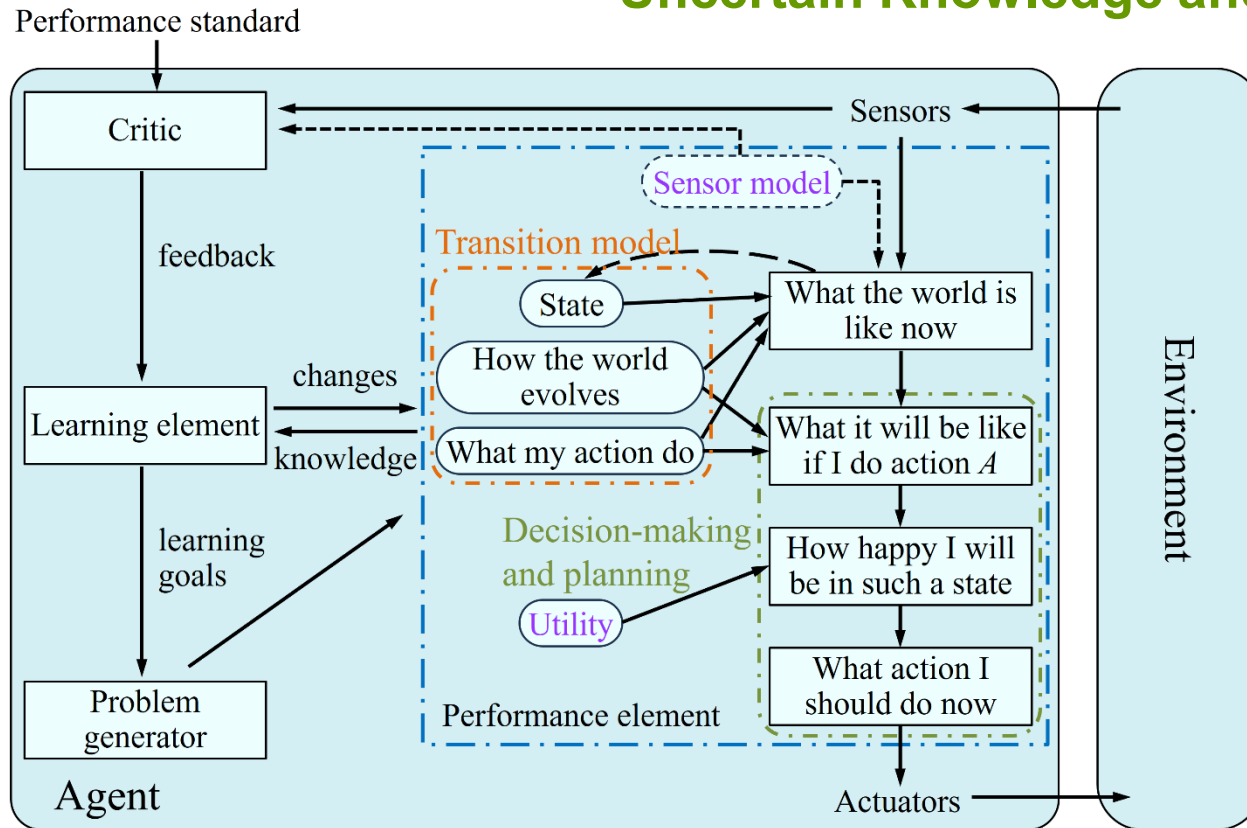 Uncertain Knowledge and
Performance standard
Critic
Sensors
Sensor model
feedback
Transition model
State
What the world is
like now
How the world
evolves
changes
Learning element
knowledge
What my action do
What it will be like
if I do action A
learning
goals
Decision-making
and planning
How happy I will
be in such a state
Utility
What action I
should do now
Problem
generator
Performance element
Agent
Actuators
Environment